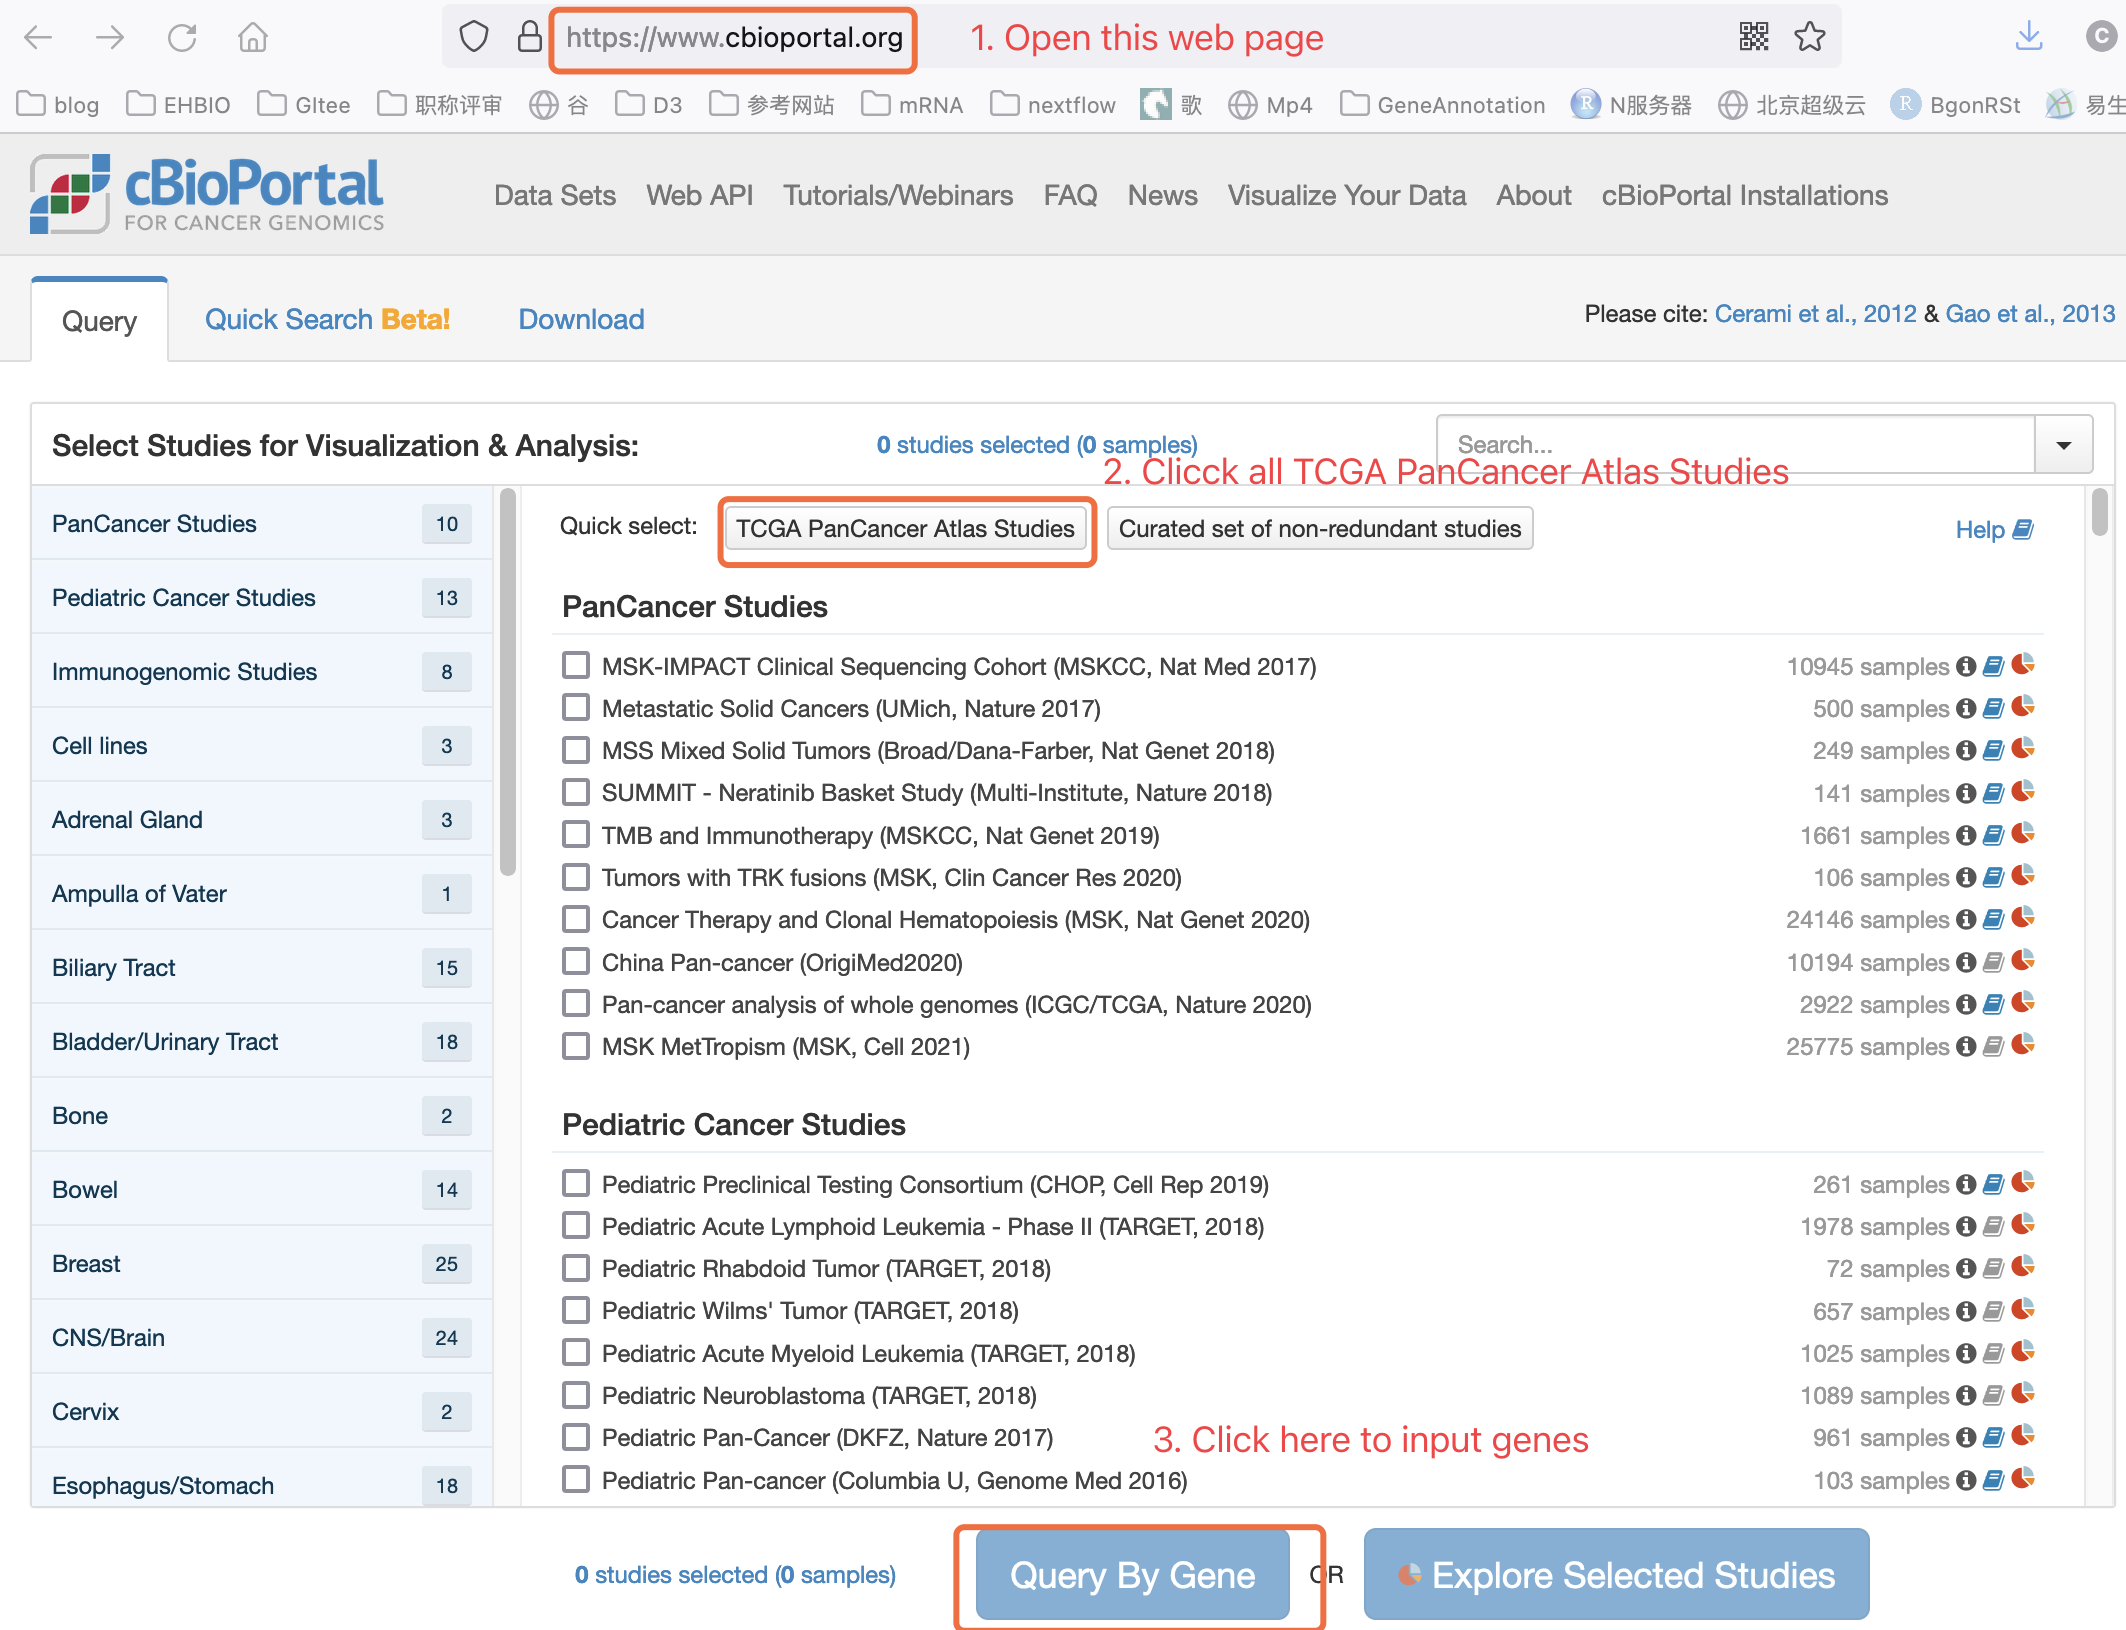 https://www.cbioportal.org
1. Open this web page
C
blog EHBIO GItee 职称评审 谷 D3 参考网站 mRNA nextflow 歌 Mp4 GeneAnnotation N服务器 北京超级云 BgonRSt 易生
cBioPortal
FOR CANCER GENOMICS
Data Sets Web API Tutorials/Webinars FAQ News Visualize Your Data About cBioPortal Installations
Query Quick Search Beta! Download
Please cite: Cerami et al., 2012 & Gao et al., 2013
Select Studies for Visualization & Analysis:
0 studies selected (0 samples)
Search...
2. Clicck all TCGA PanCancer Atlas Studies
PanCancer Studies 10
Pediatric Cancer Studies 13
Immunogenomic Studies 8
Cell lines 3
Adrenal Gland 3
Ampulla of Vater 1
Biliary Tract 15
Bladder/Urinary Tract 18
Bone 2
Bowel 14
Breast 25
CNS/Brain 24
Cervix 2
Esophagus/Stomach 18
Quick select: TCGA PanCancer Atlas Studies Curated set of non-redundant studies Help
PanCancer Studies
MSK-IMPACT Clinical Sequencing Cohort (MSKCC, Nat Med 2017) 10945 samples
Metastatic Solid Cancers (UMich, Nature 2017) 500 samples
MSS Mixed Solid Tumors (Broad/Dana-Farber, Nat Genet 2018) 249 samples
SUMMIT - Neratinib Basket Study (Multi-Institute, Nature 2018) 141 samples
TMB and Immunotherapy (MSKCC, Nat Genet 2019) 1661 samples
Tumors with TRK fusions (MSK, Clin Cancer Res 2020) 106 samples
Cancer Therapy and Clonal Hematopoiesis (MSK, Nat Genet 2020) 24146 samples
China Pan-cancer (OrigiMed2020) 10194 samples
Pan-cancer analysis of whole genomes (ICGC/TCGA, Nature 2020) 2922 samples
MSK MetTropism (MSK, Cell 2021) 25775 samples
Pediatric Cancer Studies
Pediatric Preclinical Testing Consortium (CHOP, Cell Rep 2019) 261 samples
Pediatric Acute Lymphoid Leukemia - Phase II (TARGET, 2018) 1978 samples
Pediatric Rhabdoid Tumor (TARGET, 2018) 72 samples
Pediatric Wilms' Tumor (TARGET, 2018) 657 samples
Pediatric Acute Myeloid Leukemia (TARGET, 2018) 1025 samples
Pediatric Neuroblastoma (TARGET, 2018) 1089 samples
Pediatric Pan-Cancer (DKFZ, Nature 2017) 961 samples
3. Click here to input genes
Pediatric Pan-cancer (Columbia U, Genome Med 2016) 103 samples
0 studies selected (0 samples)
Query By Gene OR Explore Selected Studies